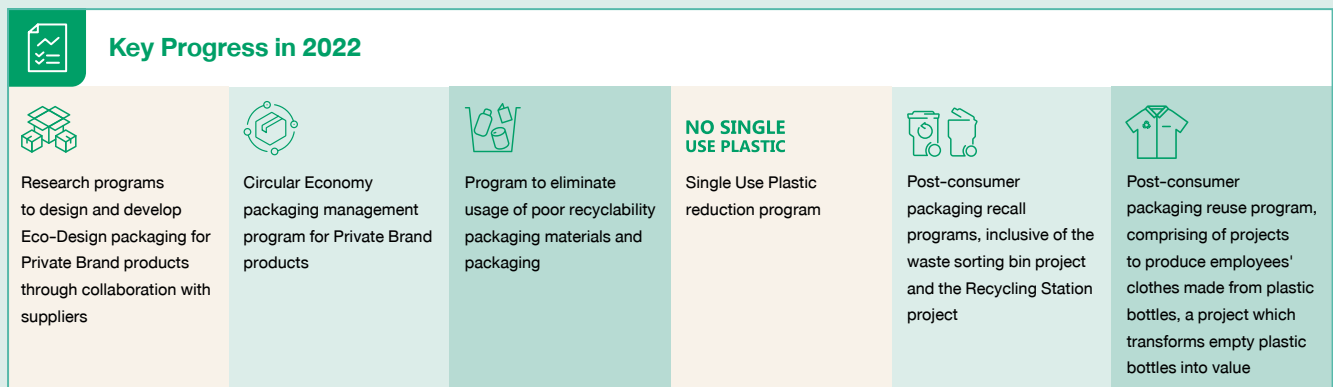 Key Progress in 2022
Research programs
to design and develop
Eco-Design packaging for
Private Brand products
through collaboration with
suppliers
Circular Economy
packaging management
program for Private Brand
products
Program to eliminate
usage of poor recyclability
packaging materials and
packaging
NO SINGLE
USE PLASTIC
Single Use Plastic
reduction program
Post-consumer
packaging recall
programs, inclusive of the
waste sorting bin project
and the Recycling Station
project
Post-consumer
packaging reuse program,
comprising of projects
to produce employees'
clothes made from plastic
bottles, a project which
transforms empty plastic
bottles into value